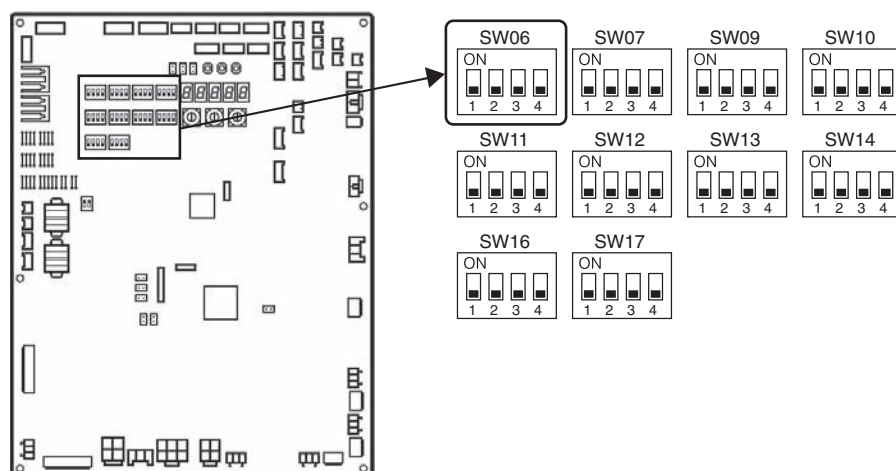 SW06 SW07 SW09 SW10
ON ON ON ON
1 2 3 4 1 2 3 4 1 2 3 4 1 2 3 4
SW11 SW12 SW13 SW14
ON ON ON ON
1 2 3 4 1 2 3 4 1 2 3 4 1 2 3 4
SW16 SW17
ON ON
1 2 3 4 1 2 3 4